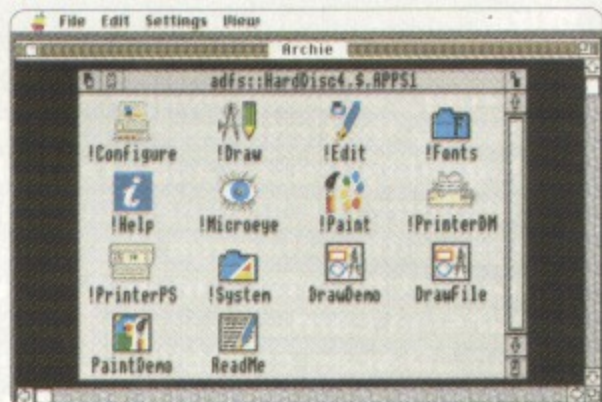 File Edit Settings View
Archie
adfs::HardDisc4.$.APPS1
!Configure !Draw !Edit !Fonts
!Help !Microeye !Paint !PrinterDM
!PrinterPS !System DrawDemo DrawFile
PaintDemo ReadMe